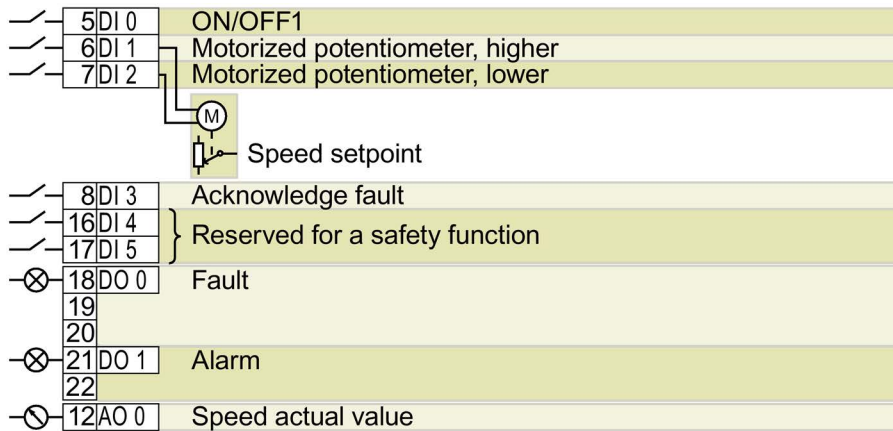 5 DI 0 ON/OFF1
6 DI 1 Motorized potentiometer, higher
7 DI 2 Motorized potentiometer, lower
M
Speed setpoint
8 DI 3 Acknowledge fault
16 DI 4
Reserved for a safety function
17 DI 5
18 DO 0 Fault
19
20
21 DO 1 Alarm
22
12 AO 0 Speed actual value